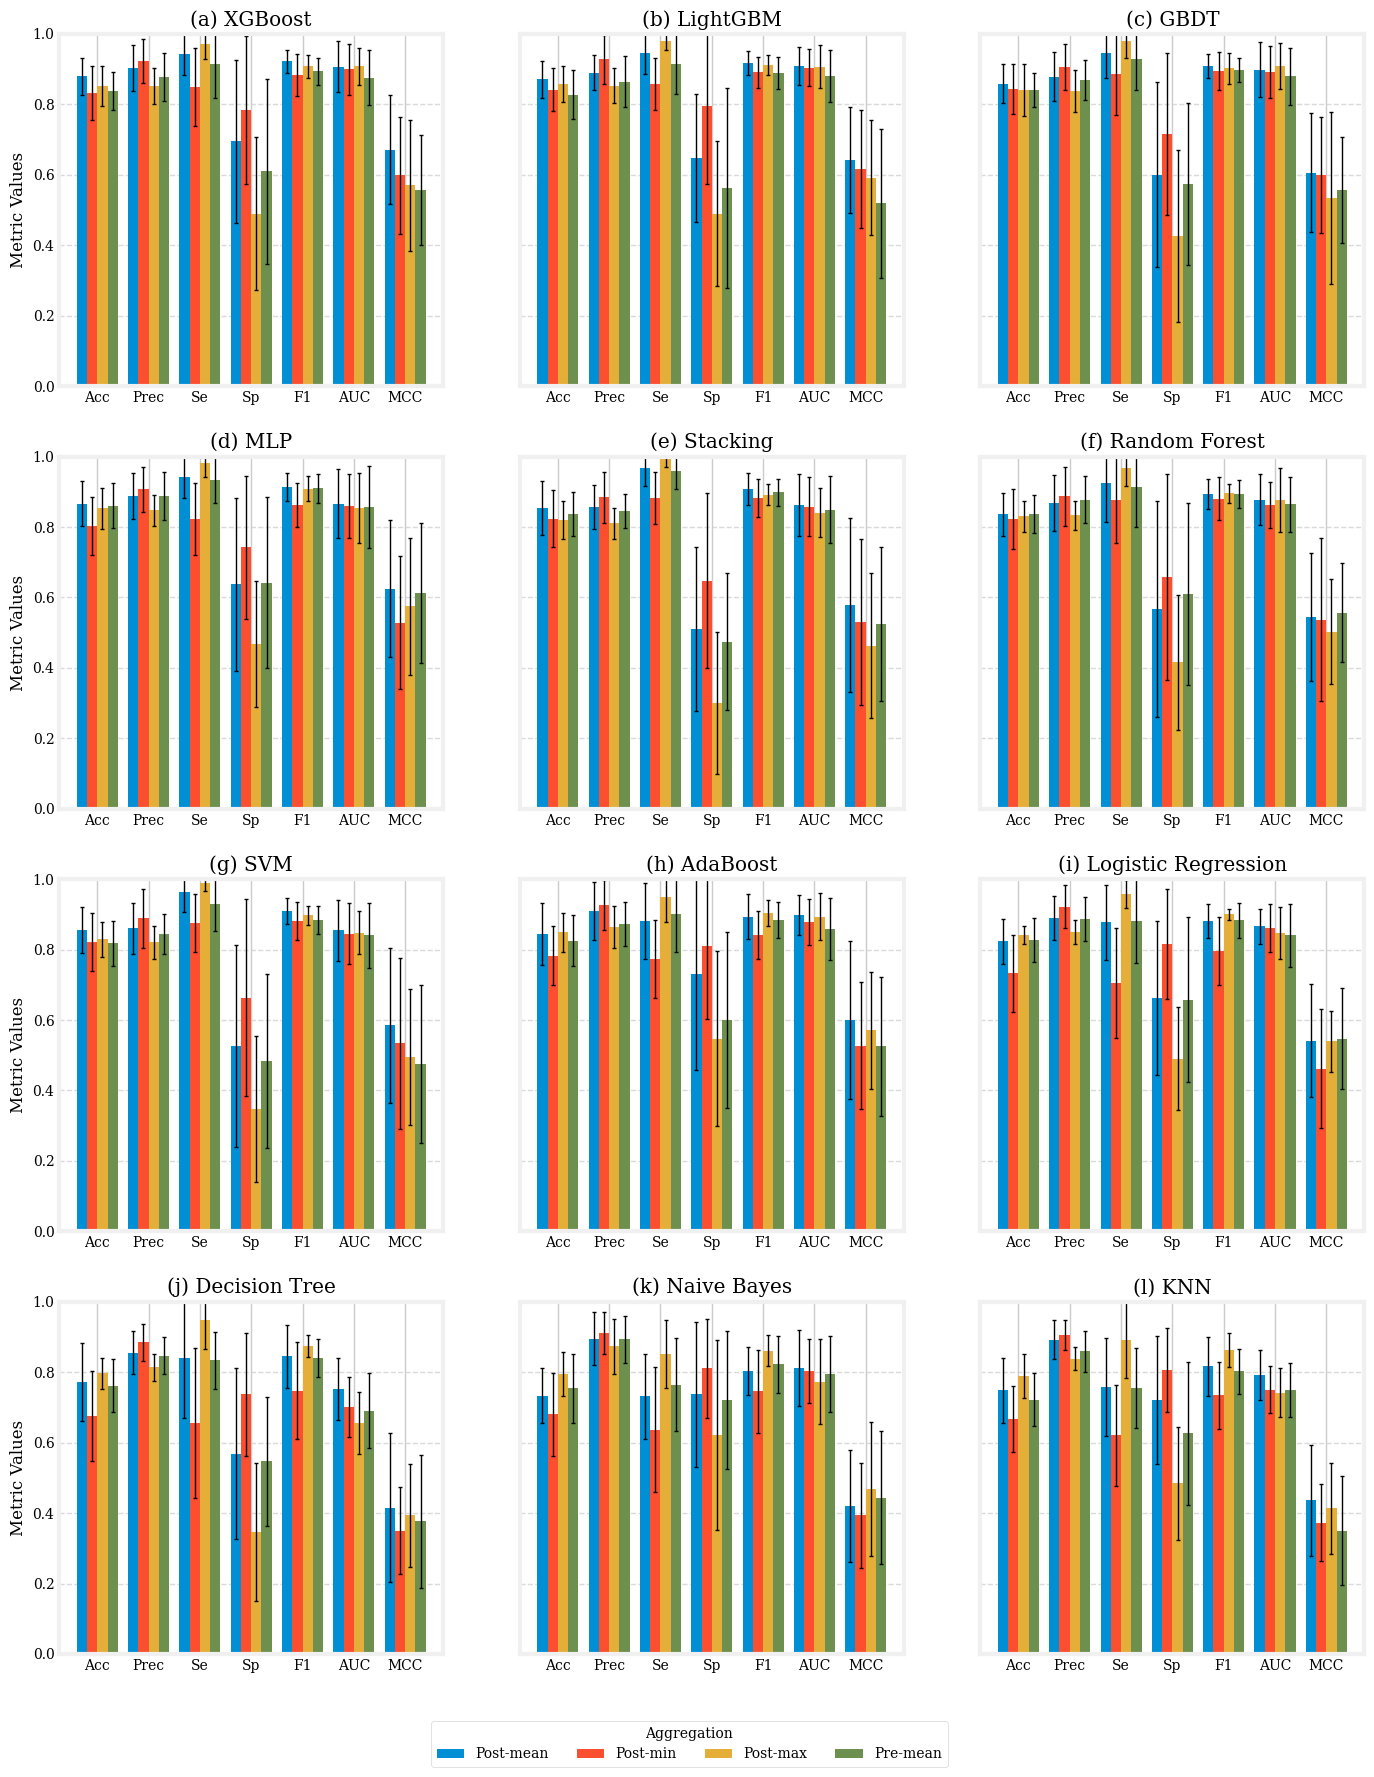 (a) XGBoost
(b) LightGBM
(c) GBDT
1.0
0.8
0.6
0.4
0.2
0.0
Metric Values
Acc Prec Se Sp F1 AUC MCC
Acc Prec Se Sp F1 AUC MCC
Acc Prec Se Sp F1 AUC MCC
(d) MLP
(e) Stacking
(f) Random Forest
1.0
0.8
0.6
0.4
0.2
0.0
Metric Values
Acc Prec Se Sp F1 AUC MCC
Acc Prec Se Sp F1 AUC MCC
Acc Prec Se Sp F1 AUC MCC
(g) SVM
(h) AdaBoost
(i) Logistic Regression
1.0
0.8
0.6
0.4
0.2
0.0
Metric Values
Acc Prec Se Sp F1 AUC MCC
Acc Prec Se Sp F1 AUC MCC
Acc Prec Se Sp F1 AUC MCC
(j) Decision Tree
(k) Naive Bayes
(l) KNN
1.0
0.8
0.6
0.4
0.2
0.0
Metric Values
Acc Prec Se Sp F1 AUC MCC
Acc Prec Se Sp F1 AUC MCC
Acc Prec Se Sp F1 AUC MCC
Aggregation
Post-mean Post-min Post-max Pre-mean